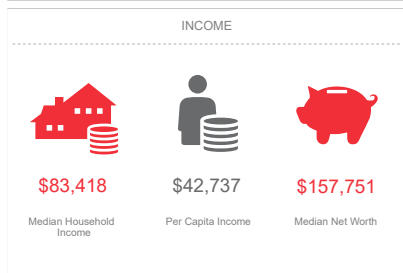 INCOME
$83,418
$42,737
$157,751
Median Household
Income
Per Capita Income
Median Net Worth